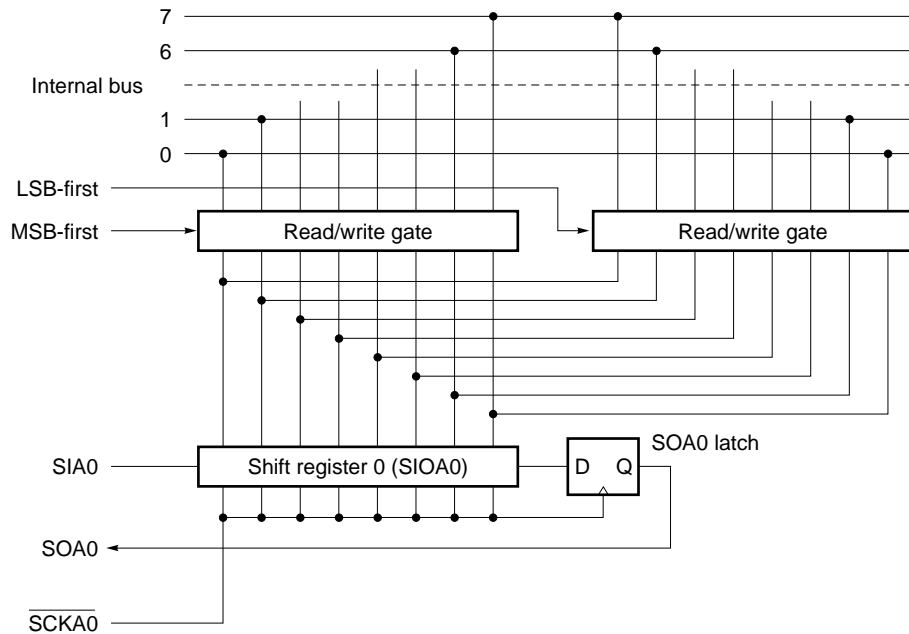 7
6
Internal bus
1
0
LSB-first
MSB-first
Read/write gate
Read/write gate
SOA0 latch
SIA0
Shift register 0 (SIOA0)
D
Q
SOA0
SCKA0